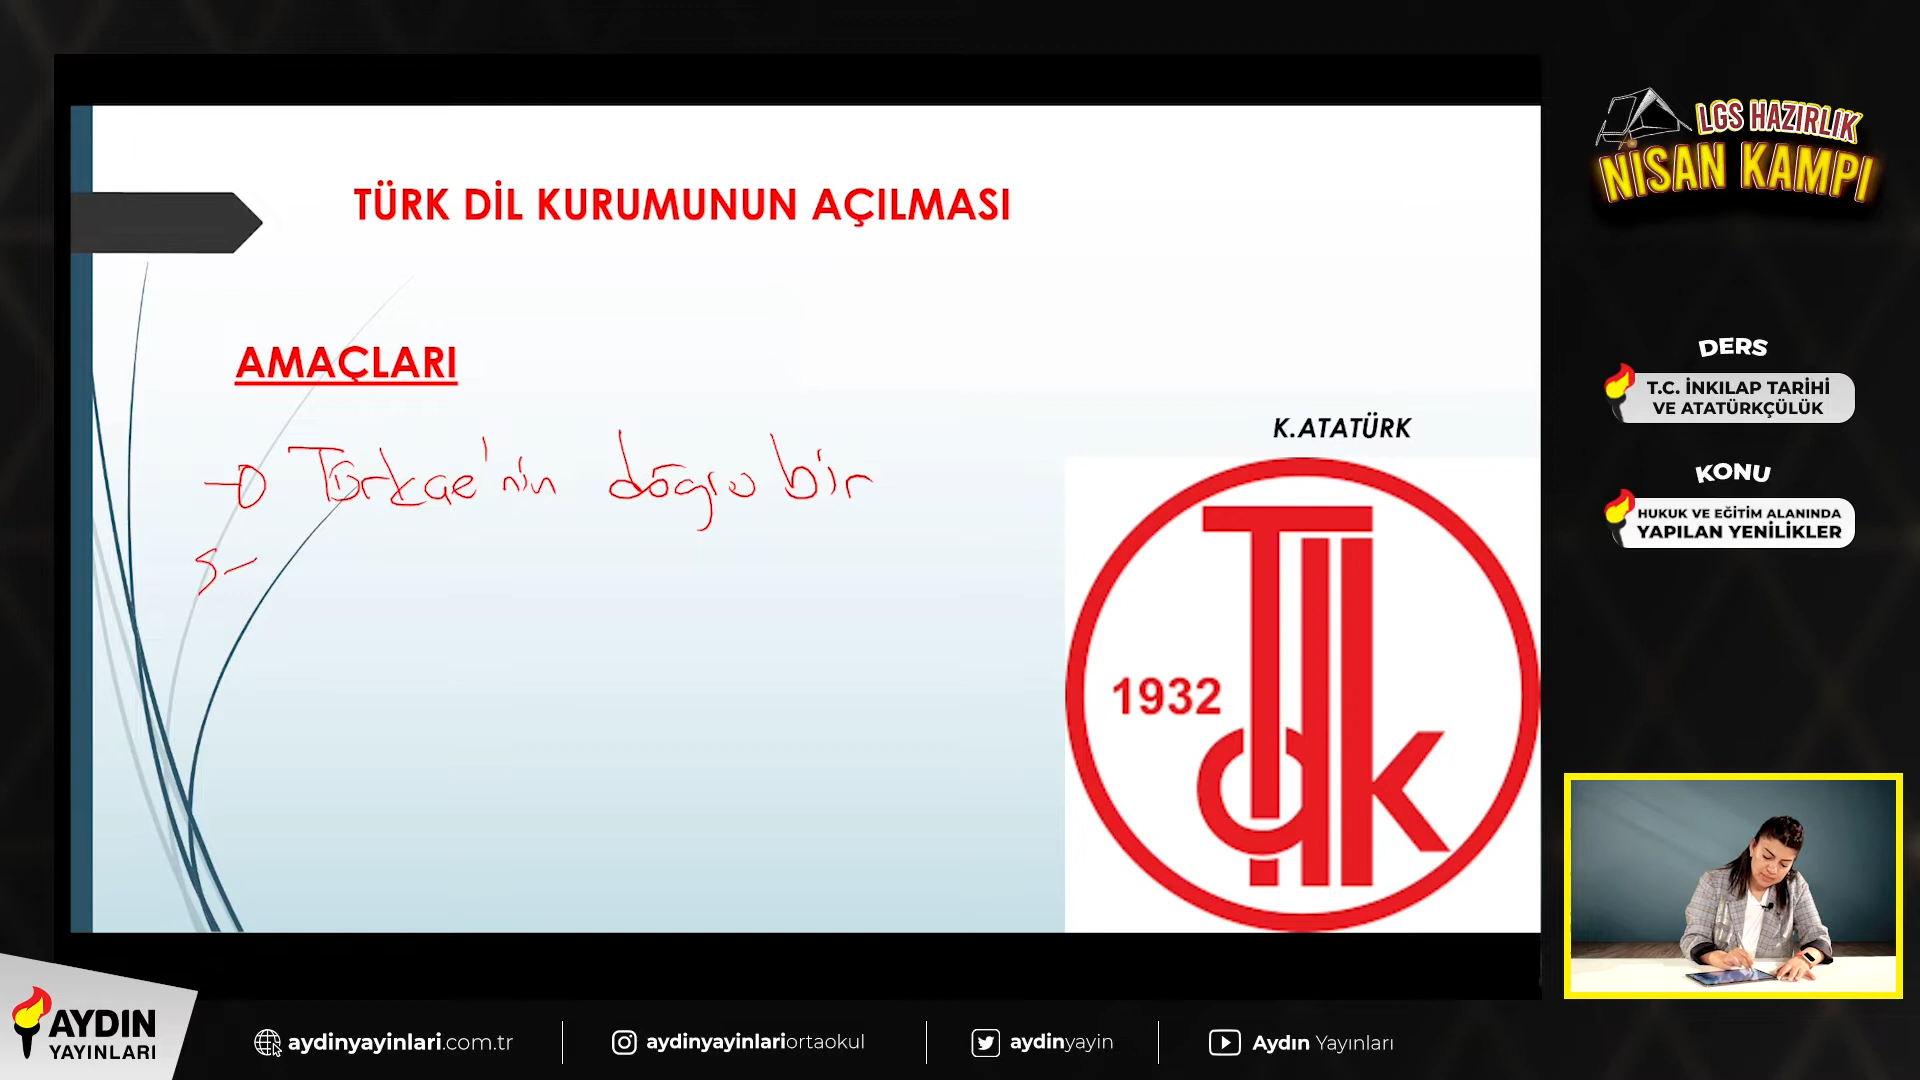 LGS HAZIRLIK
NİSAN KAMPI
TÜRK DİL KURUMUNUN AÇILMASI
AMAÇLARI
Türkçe'nin doğru bir
ş
K.ATATÜRK
1932
Tdk
DERS
T.C. İNKILAP TARİHİ
VE ATATÜRKÇÜLÜK
KONU
HUKUK VE EĞİTİM ALANINDA
YAPILAN YENİLİKLER
AYDIN
YAYINLARI
aydinyayinlari.com.tr
aydinyayinlariortaokul
aydinyayin
Aydın Yayınları